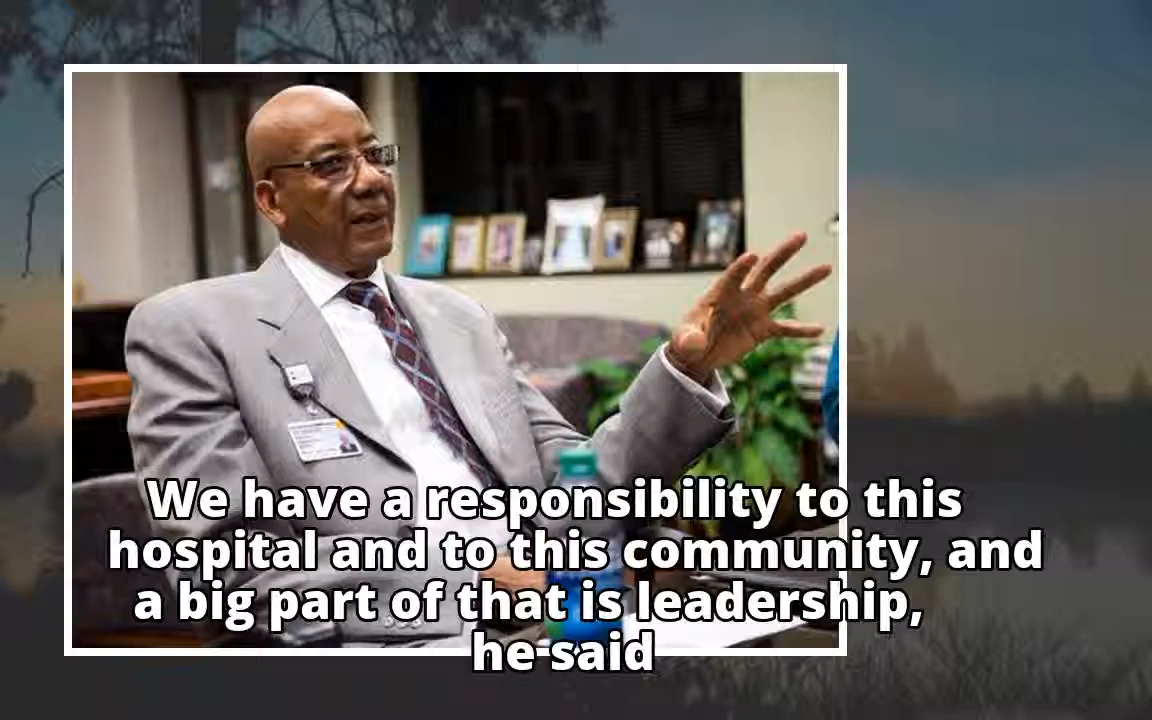 We have a responsibility to this
hospital and to this community, and
a big part of that is leadership,
he said